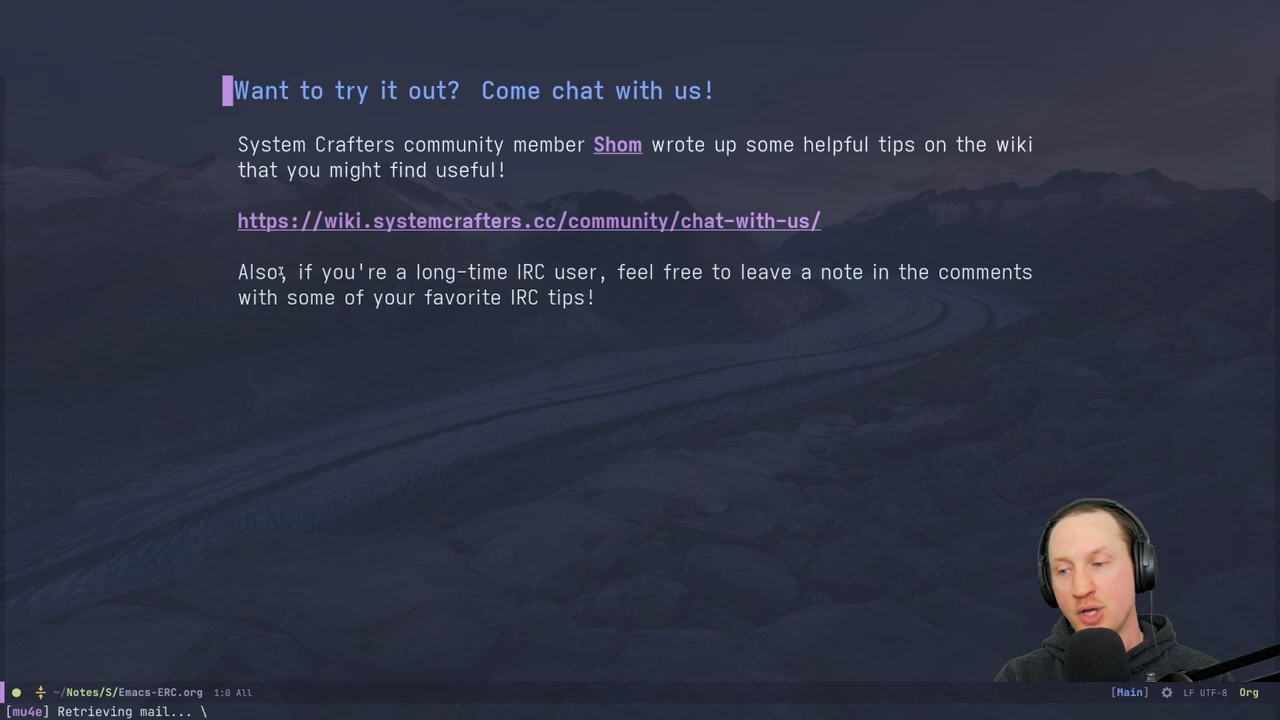 Want to try it out?  Come chat with us!
System Crafters community member Shom wrote up some helpful tips on the wiki
that you might find useful!
https://wiki.systemcrafters.cc/community/chat-with-us/
Also, if you're a long-time IRC user, feel free to leave a note in the comments
with some of your favorite IRC tips!
~/Notes/S/Emacs-ERC.org 1:0 All [Main] LF UTF-8 Org
[mu4e] Retrieving mail... \